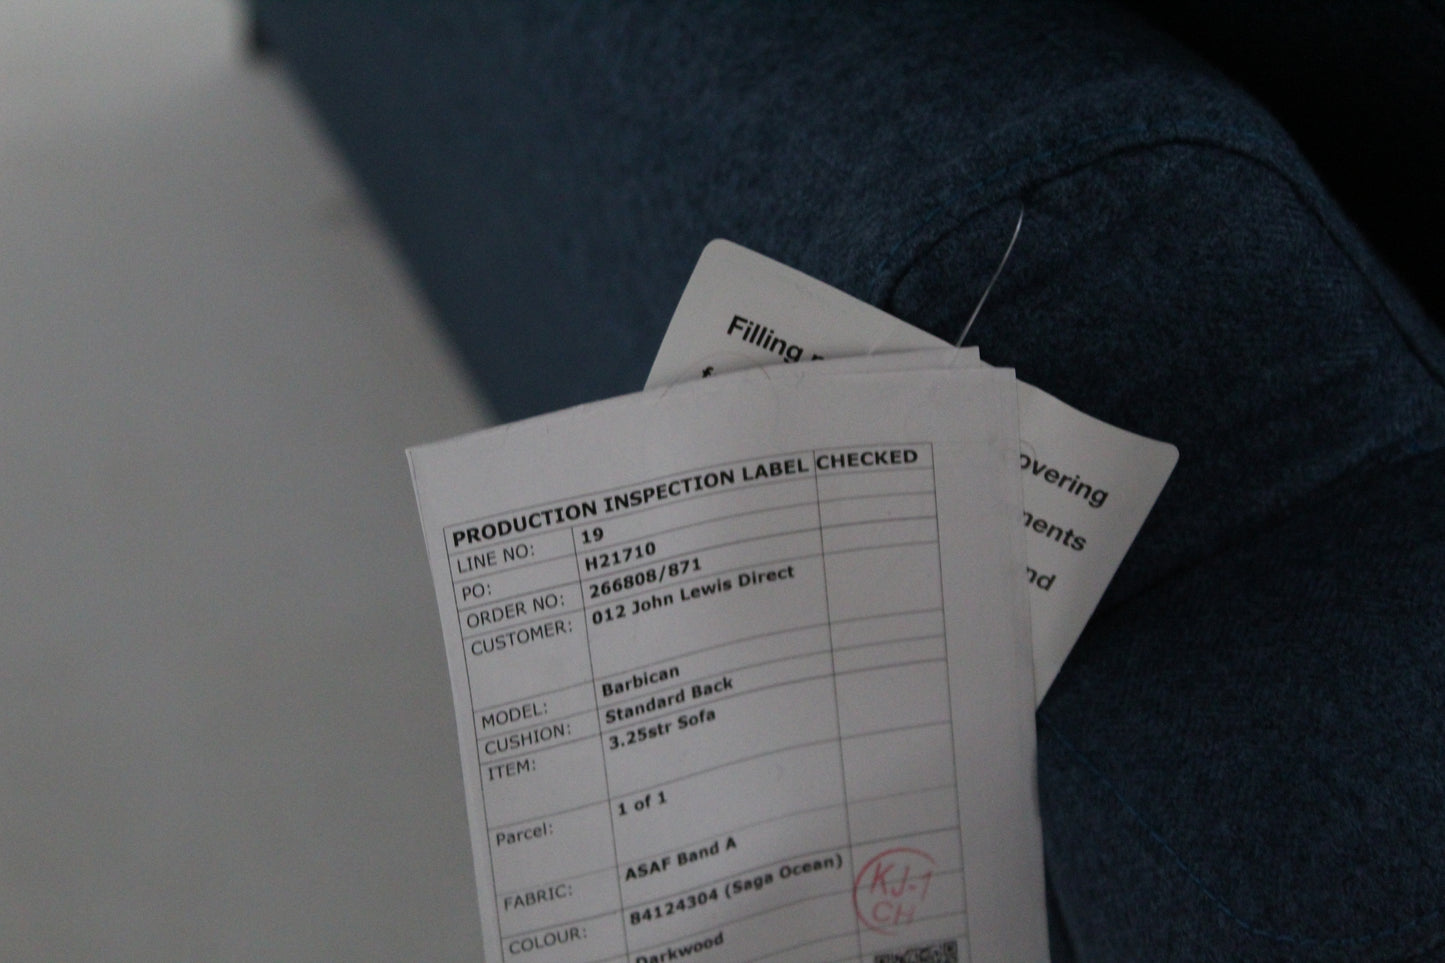 Filling
PRODUCTION INSPECTION LABEL CHECKED
LINE NO: 19
PO: H21710
ORDER NO: 266808/871
CUSTOMER: 012 John Lewis Direct
MODEL: Barbican
CUSHION: Standard Back
ITEM: 3.25str Sofa
Parcel: 1 of 1
FABRIC: ASAF Band A
COLOUR: 84124304 (Saga Ocean)
Darkwood
KJ-1
CH
overing
ments
nd